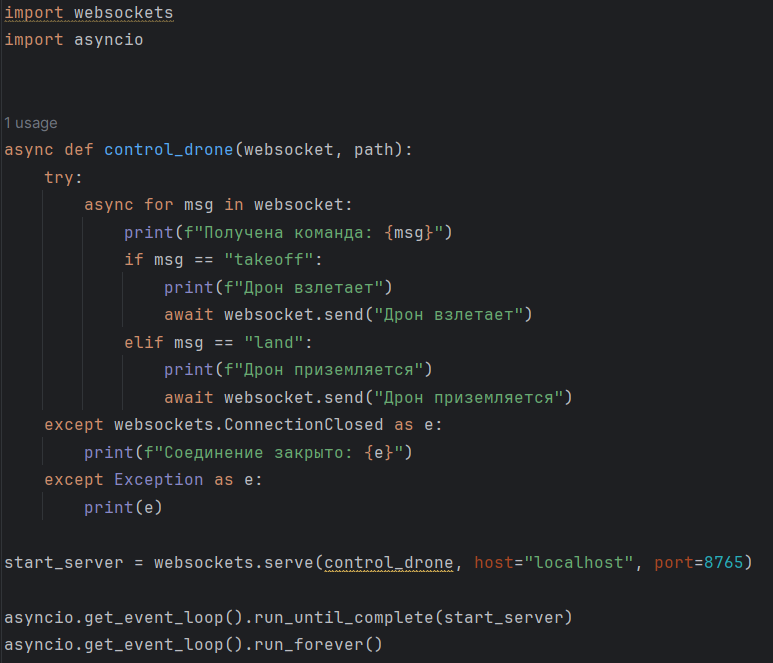 import websockets
import asyncio
1 usage
async def control_drone(websocket, path):
    try:
        async for msg in websocket:
            print(f"Получена команда: {msg}")
            if msg == "takeoff":
                print(f"Дрон взлетает")
                await websocket.send("Дрон взлетает")
            elif msg == "land":
                print(f"Дрон приземляется")
                await websocket.send("Дрон приземляется")
    except websockets.ConnectionClosed as e:
        print(f"Соединение закрыто: {e}")
    except Exception as e:
        print(e)
start_server = websockets.serve(control_drone, host="localhost", port=8765)
asyncio.get_event_loop().run_until_complete(start_server)
asyncio.get_event_loop().run_forever()